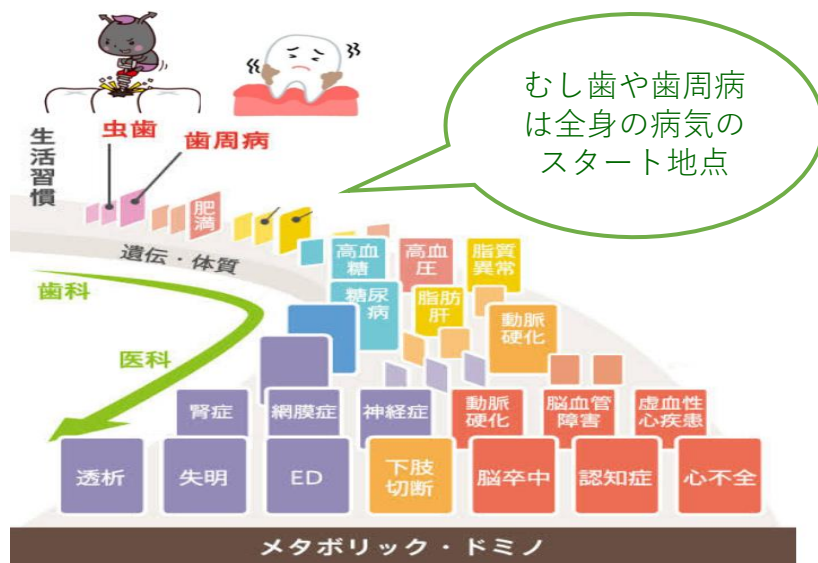 むし歯や歯周病
は全身の病気の
スタート地点
生活習慣
虫歯
歯周病
肥満
遺伝・体質
歯科
医科
高血
糖
高血
圧
脂質
異常
糖尿
病
脂肪
肝
動脈
硬化
腎症
網膜症
神経症
動脈
硬化
脳血管
障害
虚血性
心疾患
透析
失明
ED
下肢
切断
脳卒中
認知症
心不全
メタボリック・ドミノ